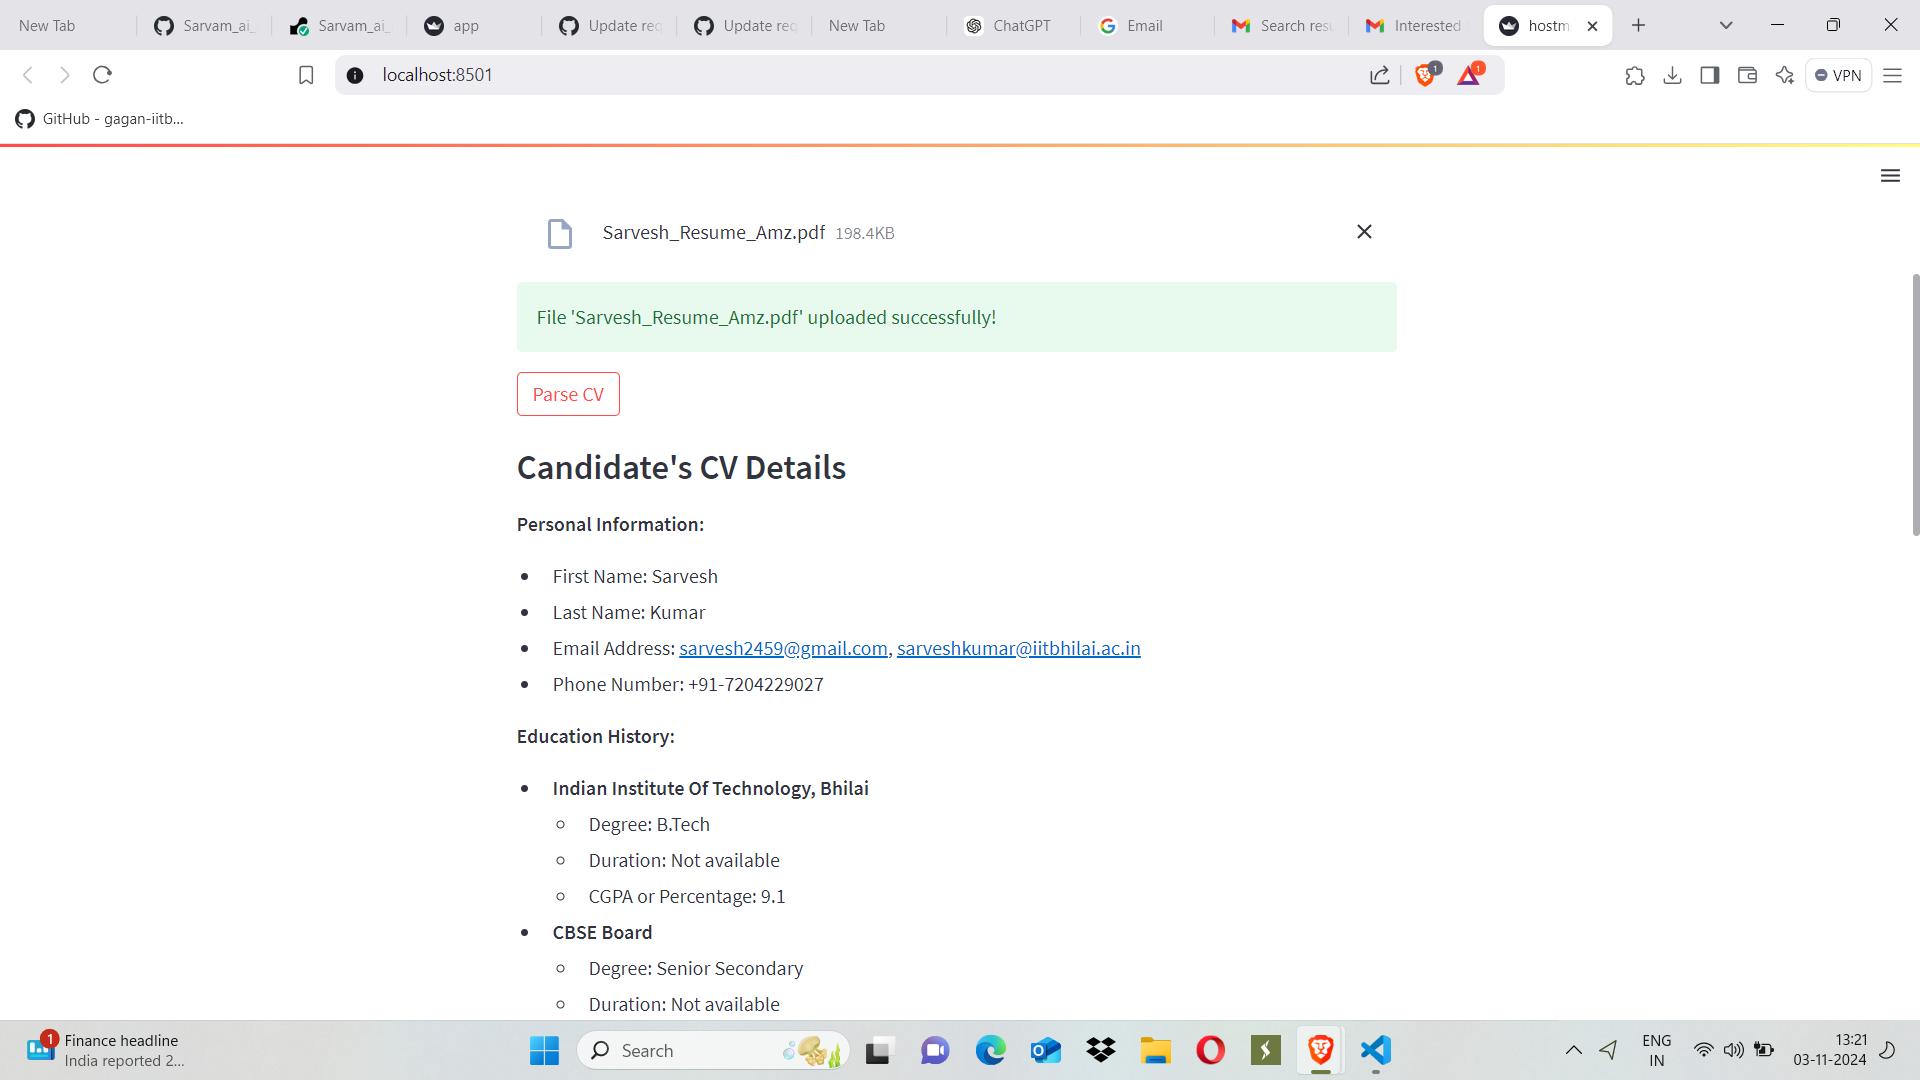 New Tab
Sarvam_ai_
Sarvam_ai_
app
Update req
Update req
New Tab
ChatGPT
Email
Search resu
Interested
hostm
localhost:8501
1
1
VPN
GitHub - gagan-iitb...
Sarvesh_Resume_Amz.pdf 198.4KB
File 'Sarvesh_Resume_Amz.pdf' uploaded successfully!
Parse CV
Candidate's CV Details
Personal Information:
First Name: Sarvesh
Last Name: Kumar
Email Address: sarvesh2459@gmail.com, sarveshkumar@iitbhilai.ac.in
Phone Number: +91-7204229027
Education History:
Indian Institute Of Technology, Bhilai
Degree: B.Tech
Duration: Not available
CGPA or Percentage: 9.1
CBSE Board
Degree: Senior Secondary
Duration: Not available
1
Finance headline
India reported 2...
Search
ENG
IN
13:21
03-11-2024